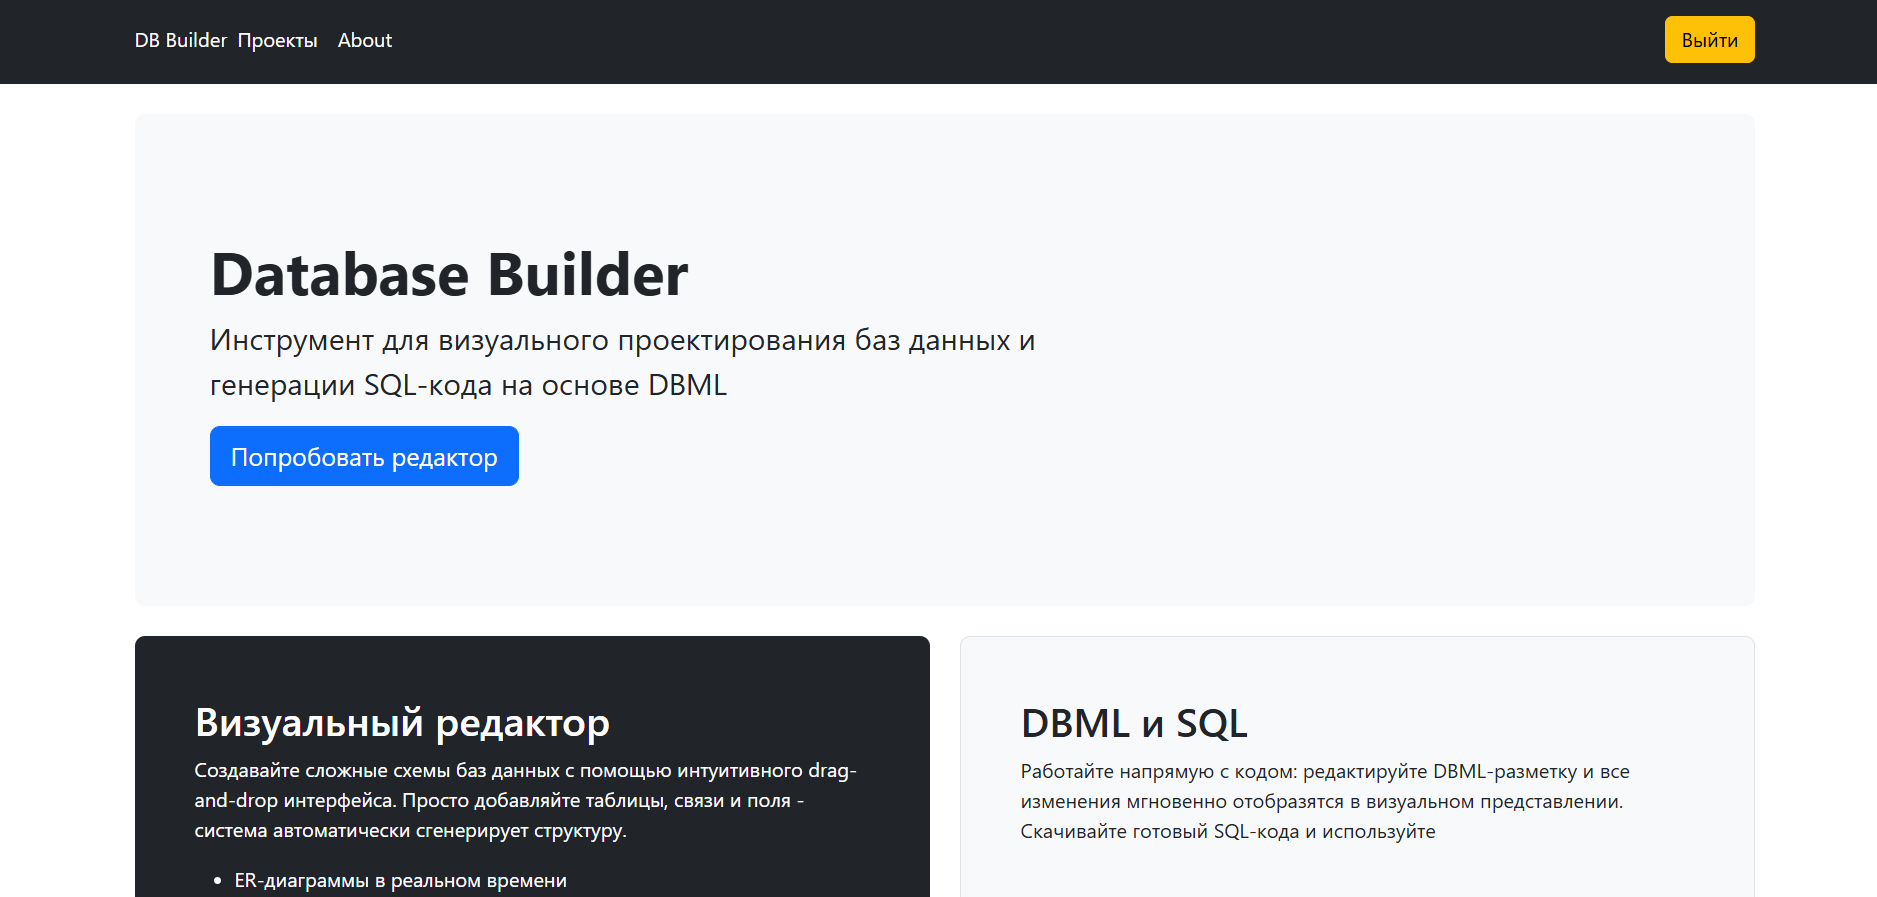 DB Builder Проекты About Выйти
Database Builder
Инструмент для визуального проектирования баз данных и
генерации SQL-кода на основе DBML
Попробовать редактор
Визуальный редактор
Создавайте сложные схемы баз данных с помощью интуитивного drag-
and-drop интерфейса. Просто добавляйте таблицы, связи и поля -
система автоматически сгенерирует структуру.
• ER-диаграммы в реальном времени
DBML и SQL
Работайте напрямую с кодом: редактируйте DBML-разметку и все
изменения мгновенно отобразятся в визуальном представлении.
Скачивайте готовый SQL-кода и используйте